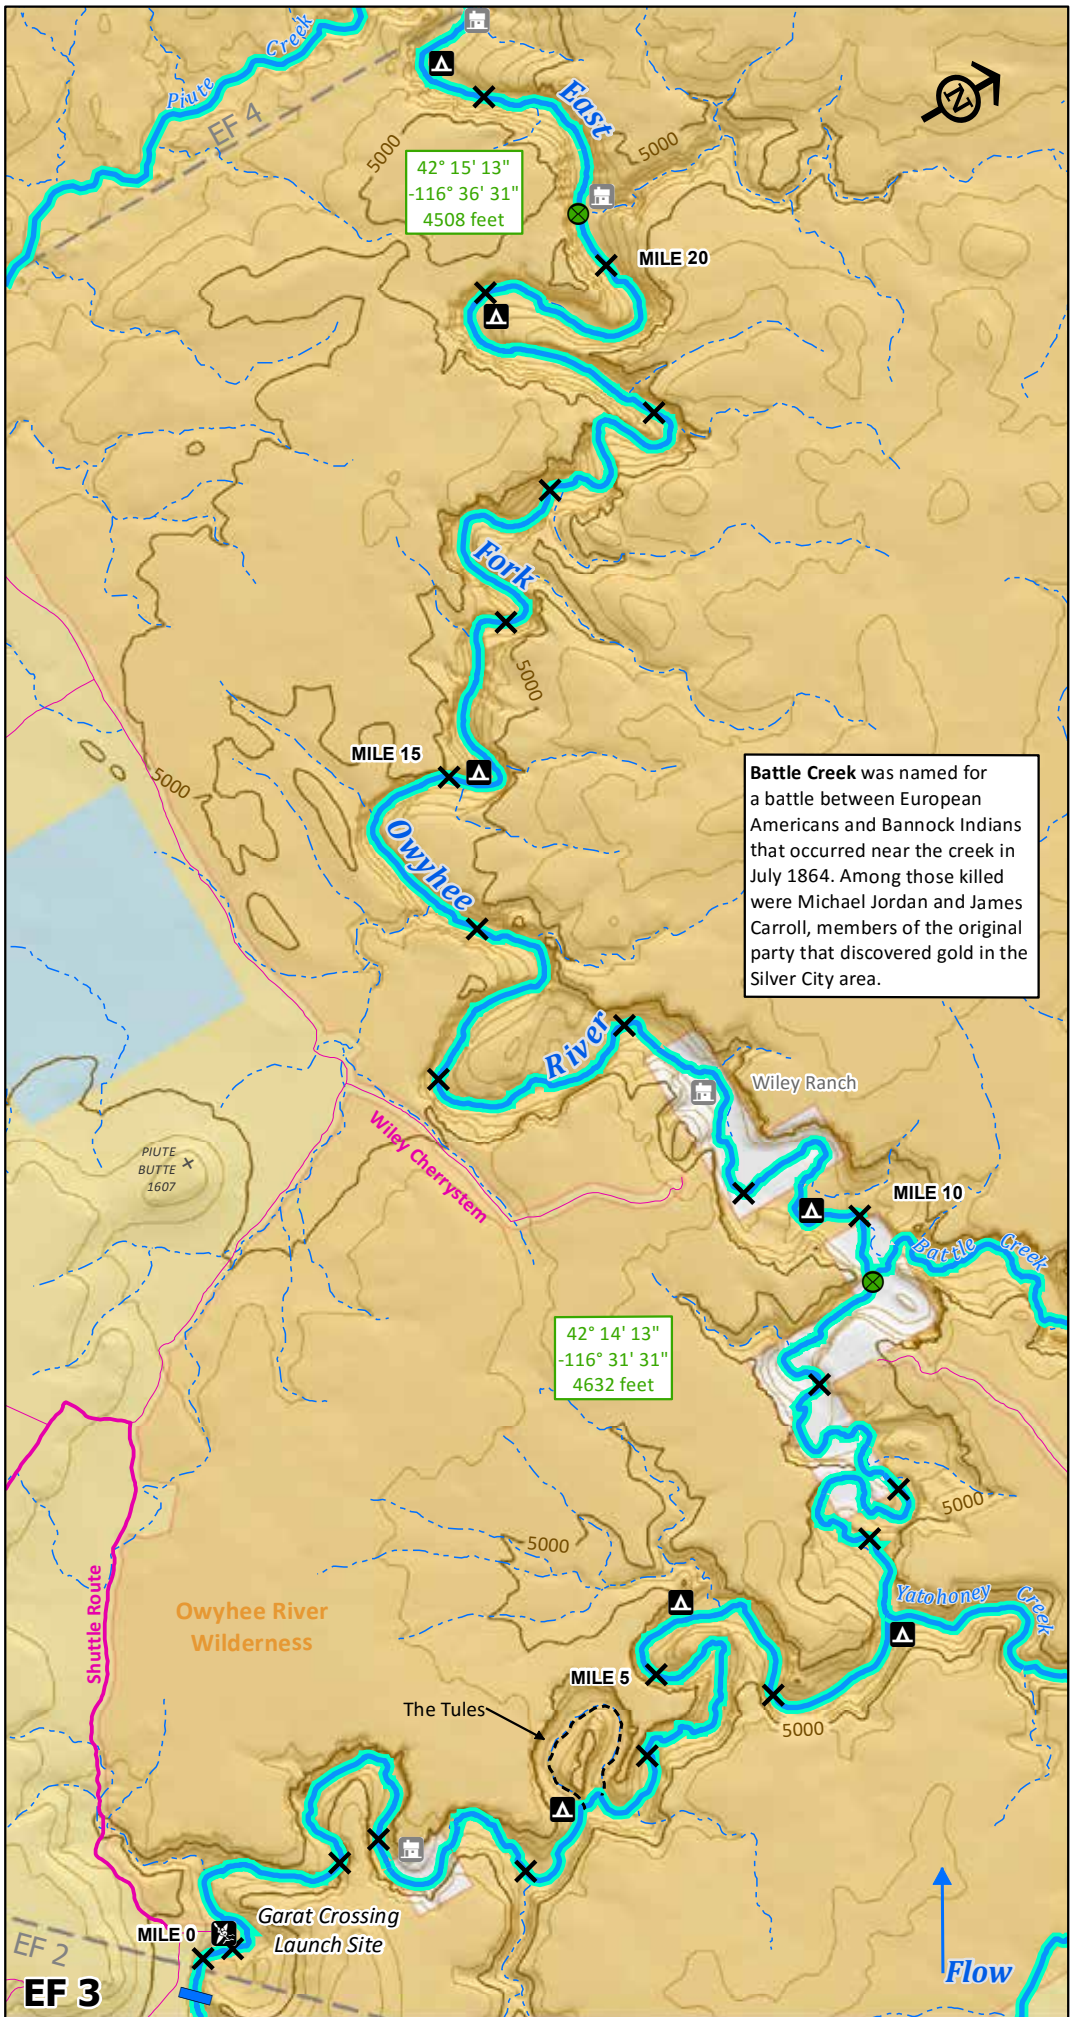 Piute
Creek
EF 4
5000
East
5000
N
42° 15' 13"
-116° 36' 31"
4508 feet
MILE 20
Fork
5000
MILE 15
5000
Owyhee
Battle Creek was named for
a battle between European
Americans and Bannock Indians
that occurred near the creek in
July 1864. Among those killed
were Michael Jordan and James
Carroll, members of the original
party that discovered gold in the
Silver City area.
River
Wiley Ranch
Wiley Cherrystem
PIUTE
BUTTE
1607
MILE 10
Battle
Creek
42° 14' 13"
-116° 31' 31"
4632 feet
5000
5000
Yatohoney
Creek
Shuttle Route
Owyhee River
Wilderness
MILE 5
The Tules
5000
Garat Crossing
Launch Site
MILE 0
EF 2
EF 3
Flow